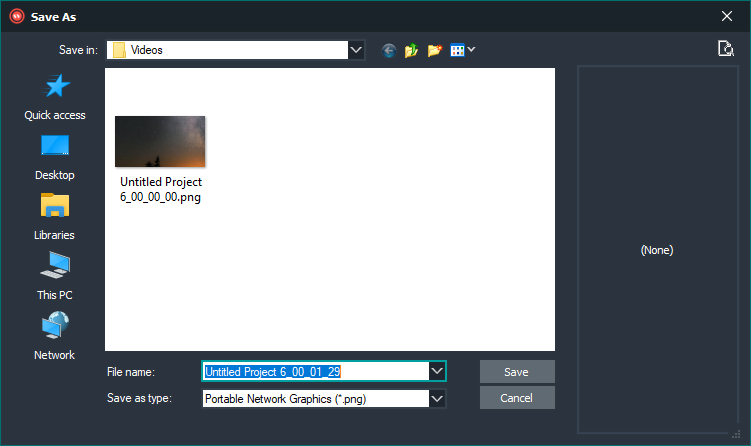 Save As
Save in:
Videos
Quick access
Desktop
Libraries
This PC
Network
Untitled Project
6_00_00_00.png
(None)
File name:
Untitled Project 6_00_01_29
Save
Save as type:
Portable Network Graphics (*.png)
Cancel